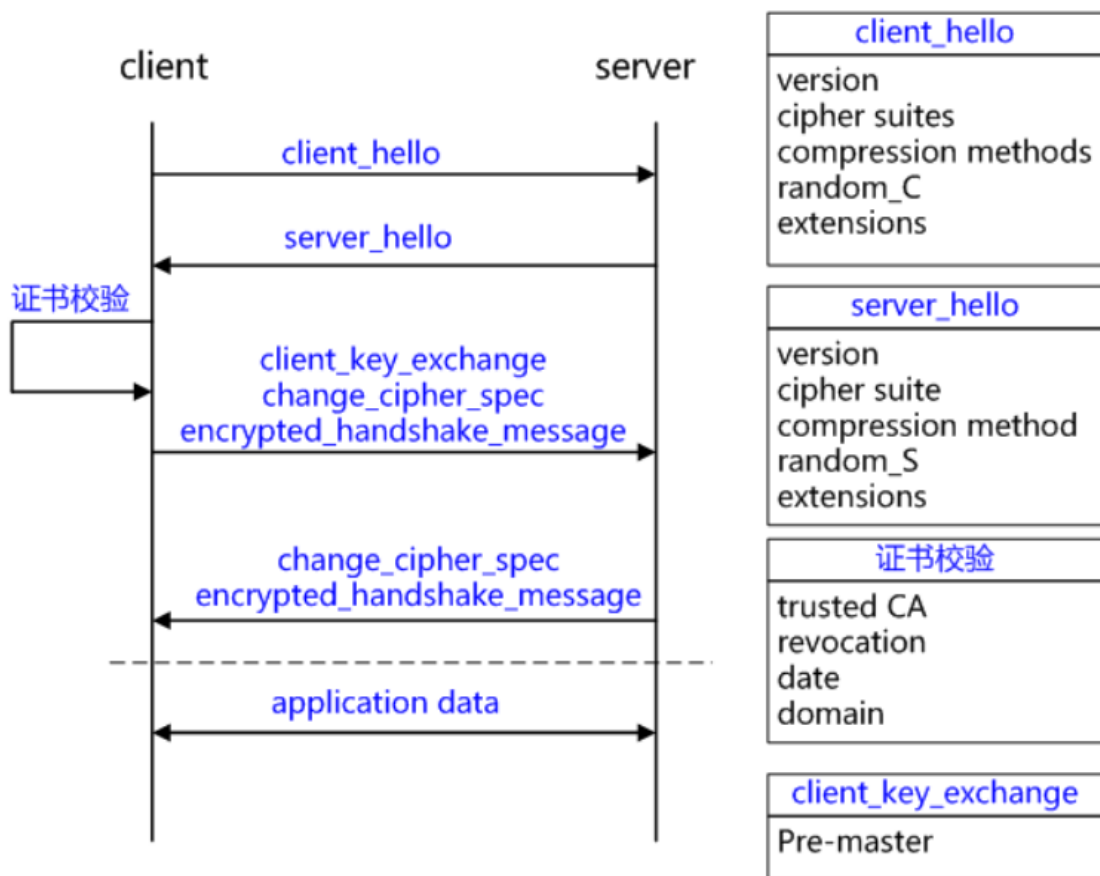 client
server
client_hello
server_hello
证书校验
client_key_exchange
change_cipher_spec
encrypted_handshake_message
change_cipher_spec
encrypted_handshake_message
application data
client_hello
version
cipher suites
compression methods
random_C
extensions
server_hello
version
cipher suite
compression method
random_S
extensions
证书校验
trusted CA
revocation
date
domain
client_key_exchange
Pre-master